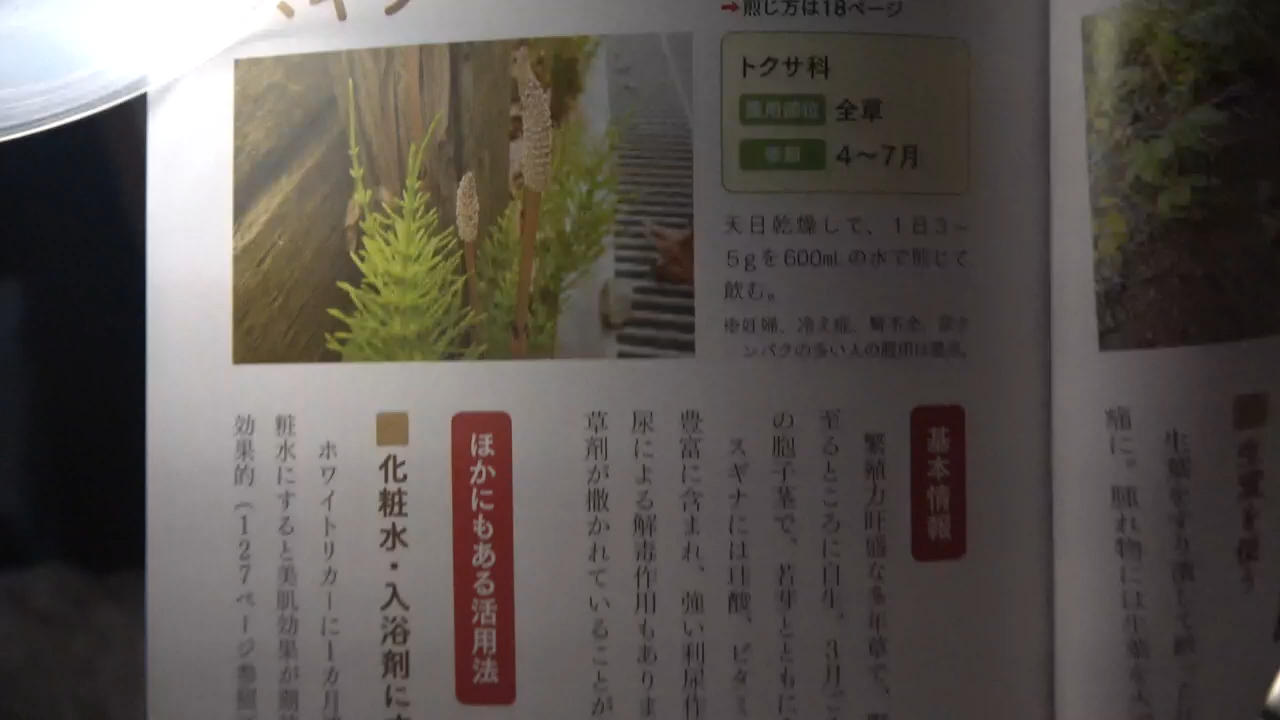 ➡煎じ方は18ページ
トクサ科
薬用部位 全草
春夏 4〜7月
天日乾燥して、1日3〜
5gを600mLの水で煎じて
飲む。
※妊婦、冷え症、腎不全、
ンパクの多い人の服用は
基本情報
繁殖力旺盛な多年草で、
至るところに自生。3月ご
の胞子茎で、若芽とともに
スギナには珪酸、ビタミ
豊富に含まれ、強い利尿作
尿による解毒作用もありま
草剤が撒かれていることが
ほかにもある活用法
化粧水・入浴剤に
ホワイトリカーに1カ月
粧水にすると美肌効果が期待
効果的（127ページ参照
生葉をすり潰して
痛に。腫れ物には生葉を